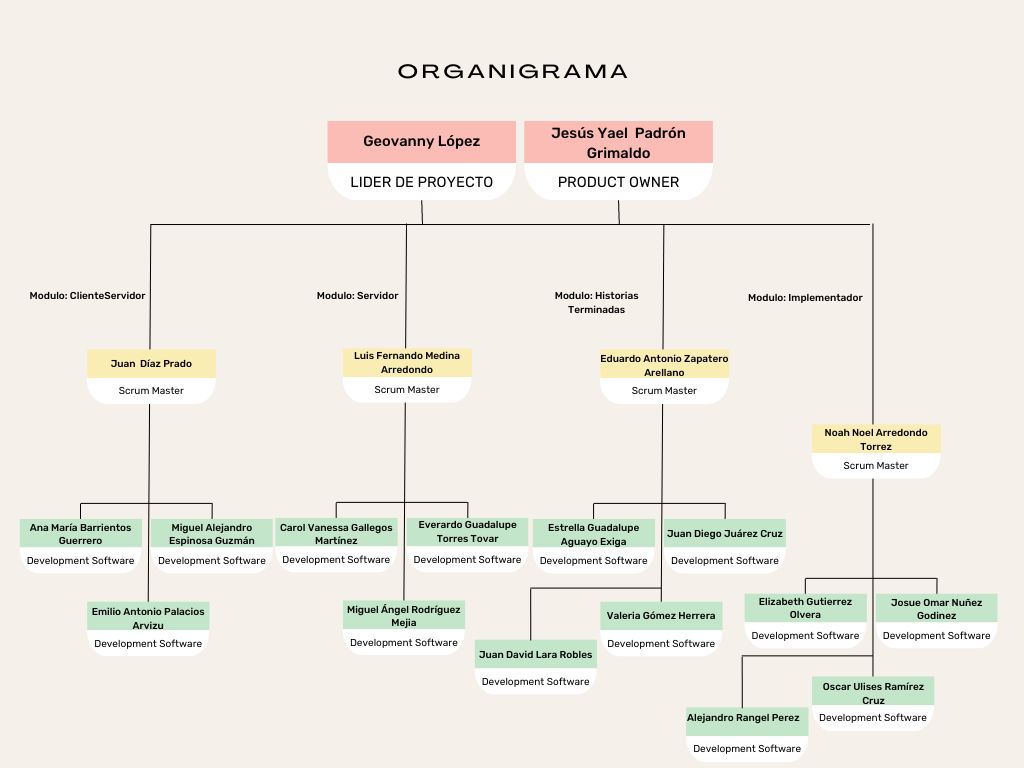 ORGANIGRAMA
Geovanny López
LIDER DE PROYECTO
Jesús Yael Padrón
Grimaldo
PRODUCT OWNER
Modulo: ClienteServidor
Modulo: Servidor
Modulo: Historias
Terminadas
Modulo: Implementador
Juan Díaz Prado
Scrum Master
Luis Fernando Medina
Arredondo
Scrum Master
Eduardo Antonio Zapatero
Arellano
Scrum Master
Noah Noel Arredondo
Torrez
Scrum Master
Ana María Barrientos
Guerrero
Development Software
Miguel Alejandro
Espinosa Guzmán
Development Software
Carol Vanessa Gallegos
Martínez
Development Software
Everardo Guadalupe
Torres Tovar
Development Software
Estrella Guadalupe
Aguayo Exiga
Development Software
Juan Diego Juárez Cruz
Development Software
Emilio Antonio Palacios
Arvizu
Development Software
Miguel Ángel Rodríguez
Mejia
Development Software
Juan David Lara Robles
Development Software
Valeria Gómez Herrera
Development Software
Elizabeth Gutierrez
Olvera
Development Software
Josue Omar Nuñez
Godinez
Development Software
Oscar Ulises Ramírez
Cruz
Development Software
Alejandro Rangel Perez
Development Software